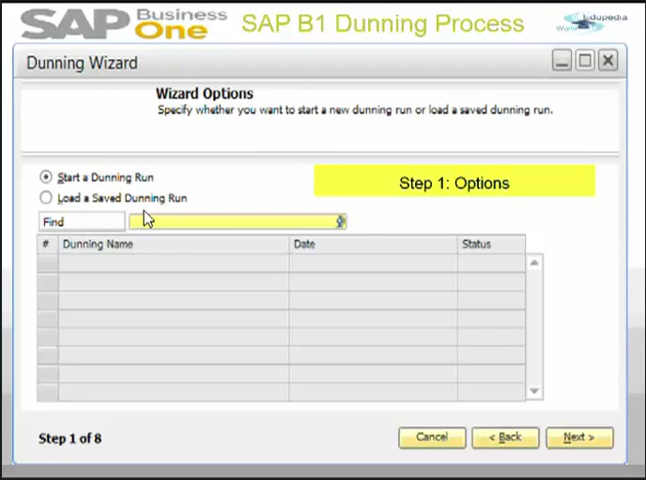 SAP Business One
SAP B1 Dunning Process
Edupedia
World
Dunning Wizard
Wizard Options
Specify whether you want to start a new dunning run or load a saved dunning run.
Start a Dunning Run
Step 1: Options
Load a Saved Dunning Run
Find
# Dunning Name Date Status
Step 1 of 8
Cancel < Back Next >